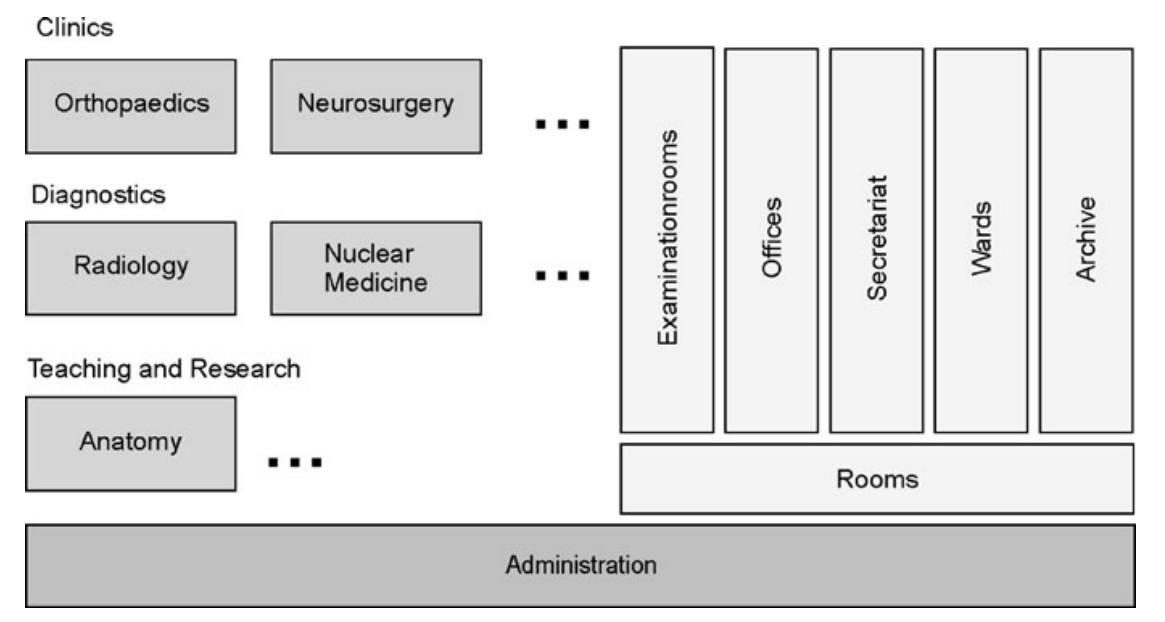 Clinics
Orthopaedics
Neurosurgery
...
Diagnostics
Radiology
Nuclear
Medicine
...
Teaching and Research
Anatomy
...
Examinationrooms
Offices
Secretariat
Wards
Archive
Rooms
Administration